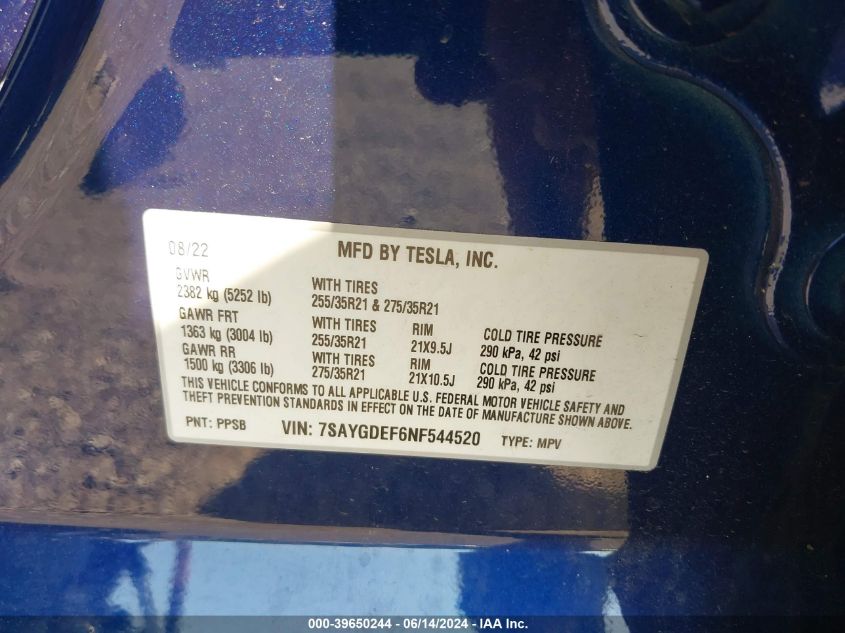 08/22 MFD BY TESLA, INC.
GVWR WITH TIRES
2382 kg (5252 lb) 255/35R21 & 275/35R21
GAWR FRT WITH TIRES RIM COLD TIRE PRESSURE
1363 kg (3004 lb) 255/35R21 21X9.5J 290 kPa, 42 psi
GAWR RR WITH TIRES RIM COLD TIRE PRESSURE
1500 kg (3306 lb) 275/35R21 21X10.5J 290 kPa, 42 psi
THIS VEHICLE CONFORMS TO ALL APPLICABLE U.S. FEDERAL MOTOR VEHICLE SAFETY AND
THEFT PREVENTION STANDARDS IN EFFECT ON THE DATE OF MANUFACTURE SHOWN ABOVE.
PNT: PPSB VIN: 7SAYGDEF6NF544520 TYPE: MPV
000-39650244 - 06/14/2024 - IAA Inc.